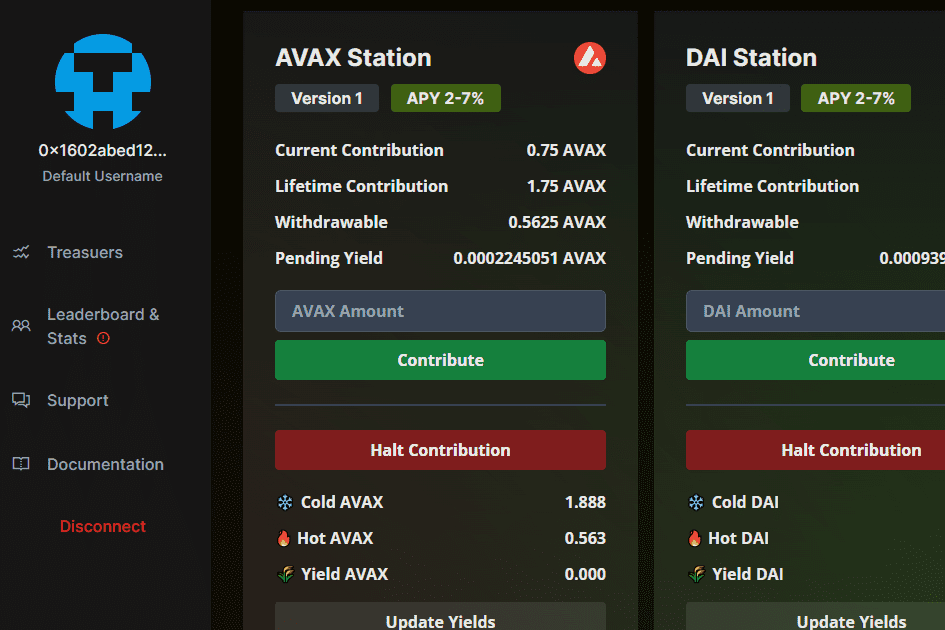 0×1602abed12...
Default Username
Treasuers
Leaderboard &
Stats
Support
Documentation
Disconnect
AVAX Station
Version 1 APY 2-7%
Current Contribution 0.75 AVAX
Lifetime Contribution 1.75 AVAX
Withdrawable 0.5625 AVAX
Pending Yield 0.0002245051 AVAX
AVAX Amount
Contribute
Halt Contribution
Cold AVAX 1.888
Hot AVAX 0.563
Yield AVAX 0.000
Update Yields
DAI Station
Version 1 APY 2-7%
Current Contribution
Lifetime Contribution
Withdrawable
Pending Yield 0.000939
DAI Amount
Contribute
Halt Contribution
Cold DAI
Hot DAI
Yield DAI
Update Yields